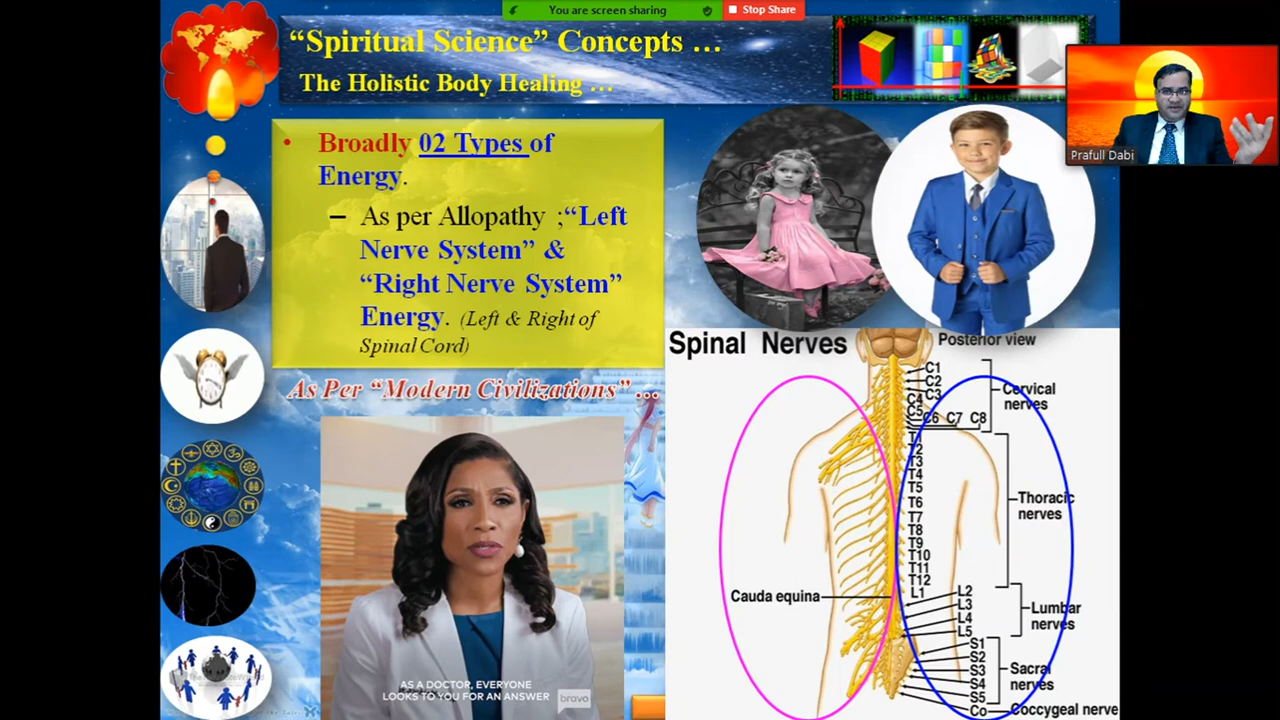 You are screen sharing
Stop Share
“Spiritual Science” Concepts …
The Holistic Body Healing …
Prafull Dabi
• Broadly 02 Types of
Energy.
– As per Allopathy ;“Left
Nerve System” &
“Right Nerve System”
Energy. (Left & Right of
Spinal Cord)
As Per “Modern Civilizations” …
AS A DOCTOR, EVERYONE
LOOKS TO YOU FOR AN ANSWER
bravo
Spinal Nerves
Posterior view
C1
C2
C3
C4
C5
C6 C7 C8
Cervical
nerves
T2
T3
T4
T5
T6
T7
T8
T9
T10
T11
T12
L1
Thoracic
nerves
Cauda equina
L2
L3
L4
L5
Lumbar
nerves
S1
S2
S3
S4
S5
Sacral
nerves
Co
Coccygeal nerve